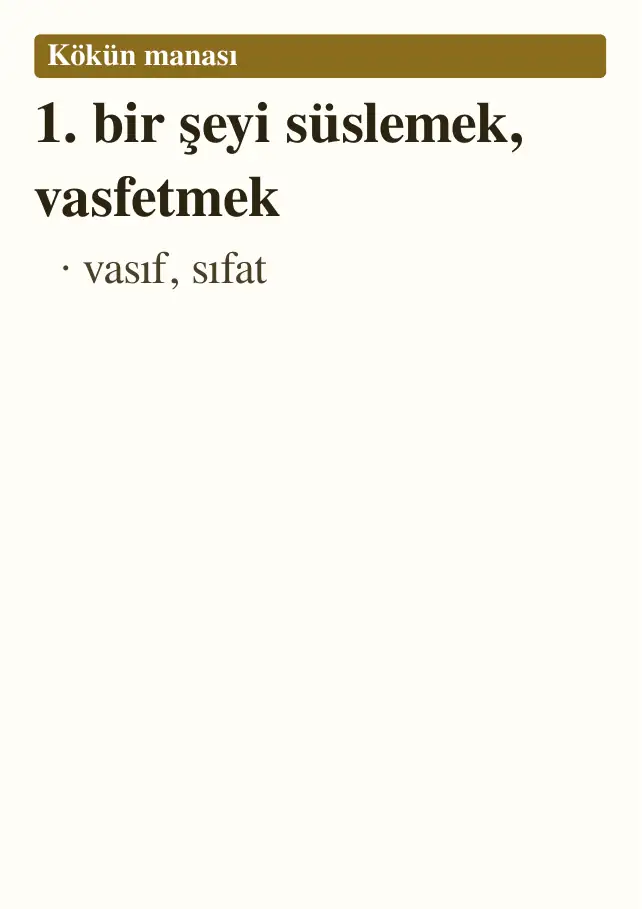 Kökün manası
1. bir şeyi süslemek,
vasfetmek
· vasıf, sıfat